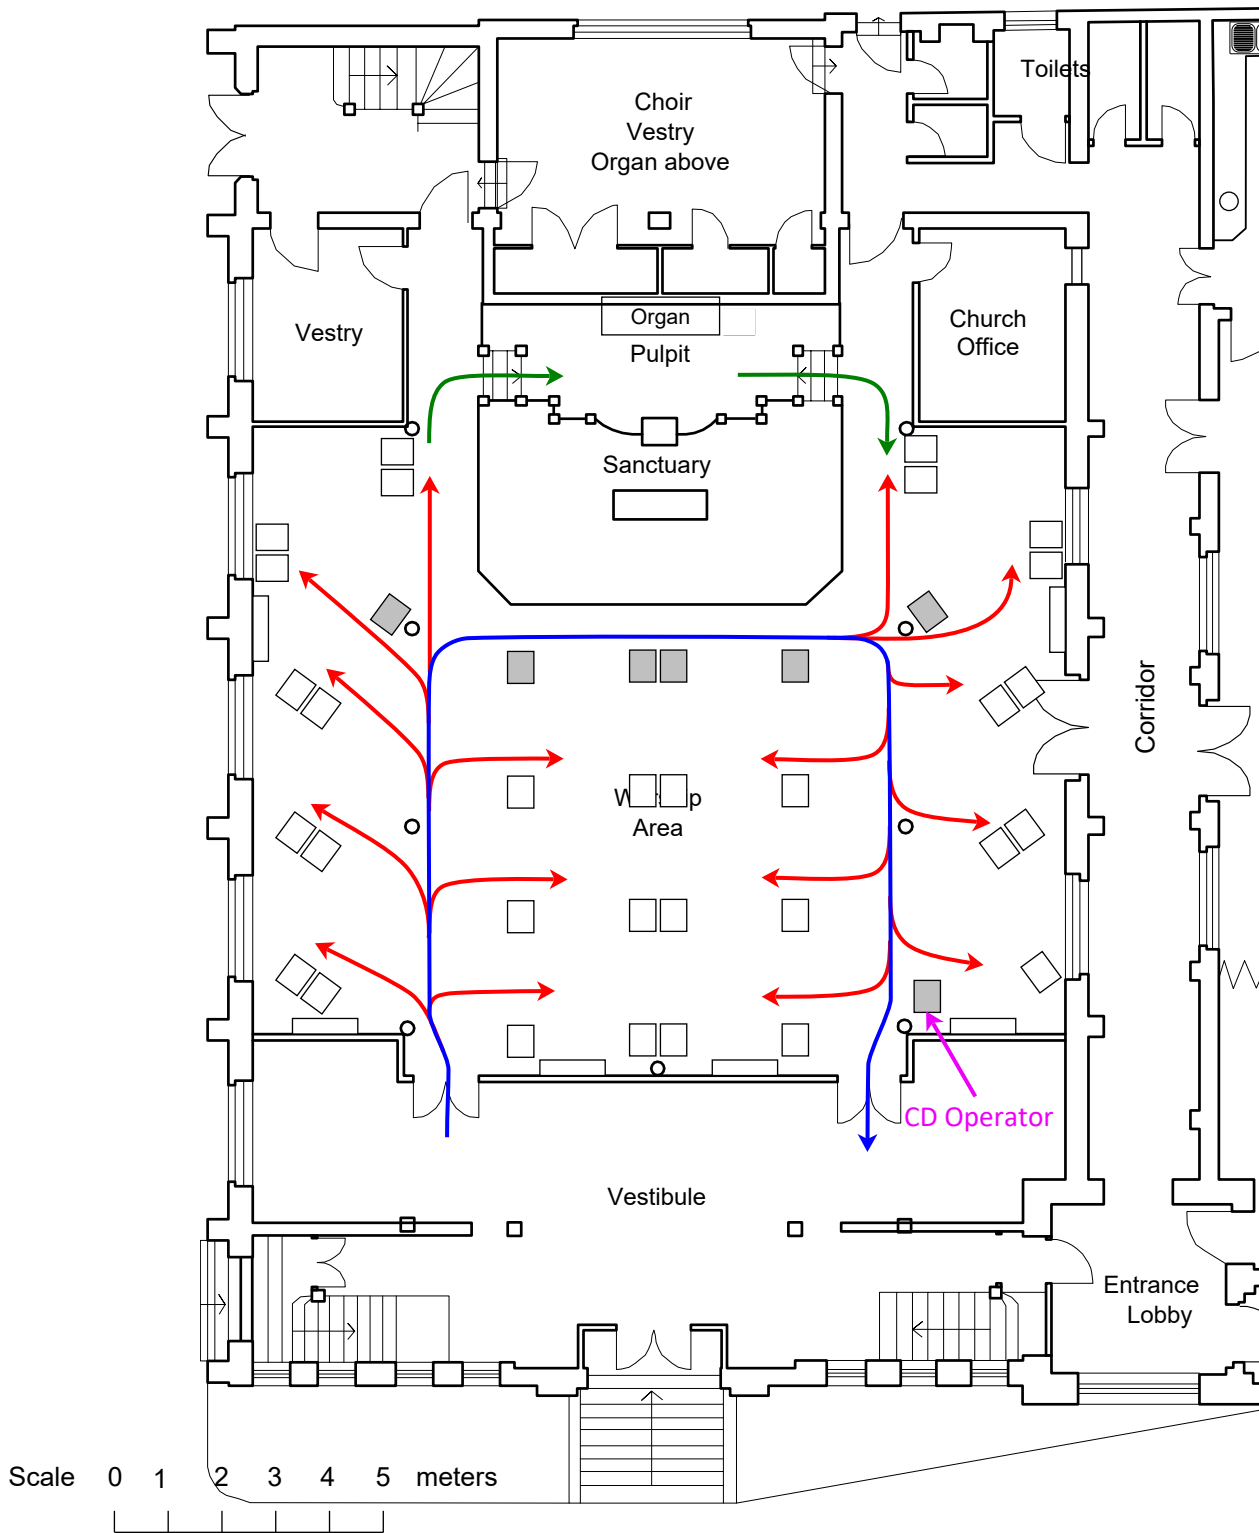 Toilets
Choir
Vestry
Organ above
Organ
Pulpit
Vestry
Church
Office
Sanctuary
Corridor
Area
CD Operator
Vestibule
Entrance
Lobby
Scale 0 1 2 3 4 5 meters